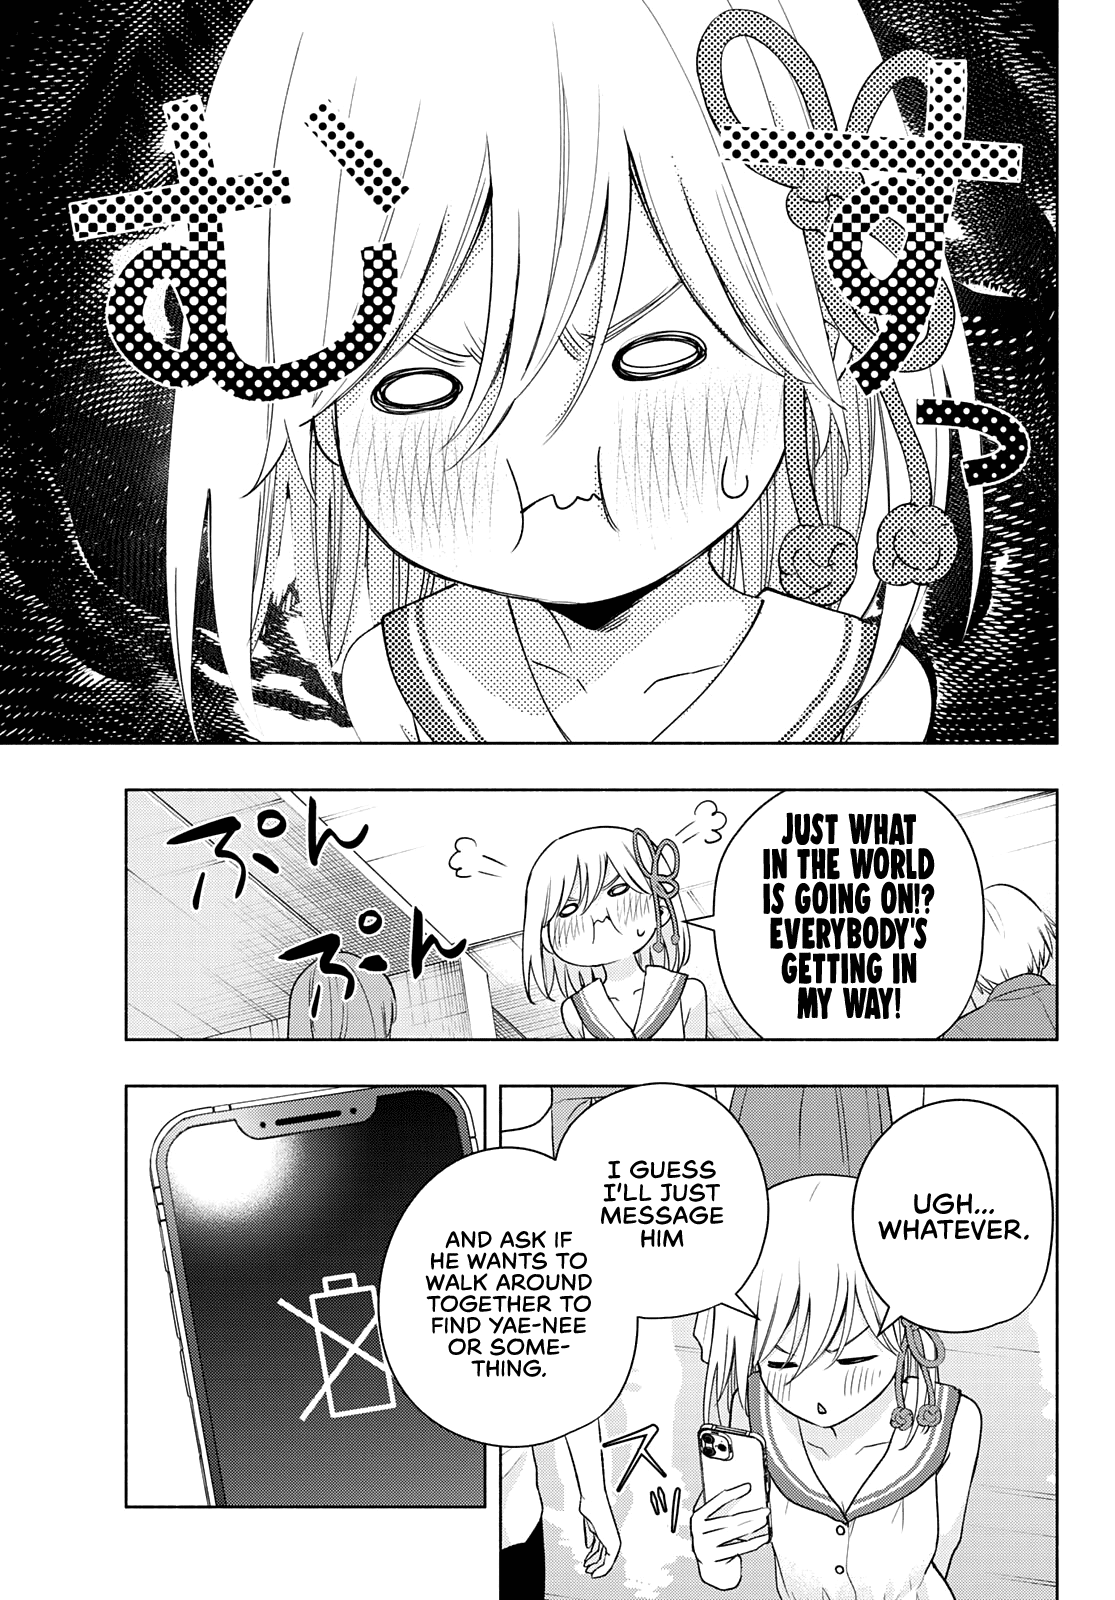 むすっ
ぷん
ぷん
JUST WHAT
IN THE WORLD
IS GOING ON!?
EVERYBODY'S
GETTING IN
MY WAY!
UGH...
WHATEVER.
I GUESS
I'LL JUST
MESSAGE
HIM
AND ASK IF
HE WANTS TO
WALK AROUND
TOGETHER TO
FIND YAE-NEE
OR SOME-
THING.
スッ